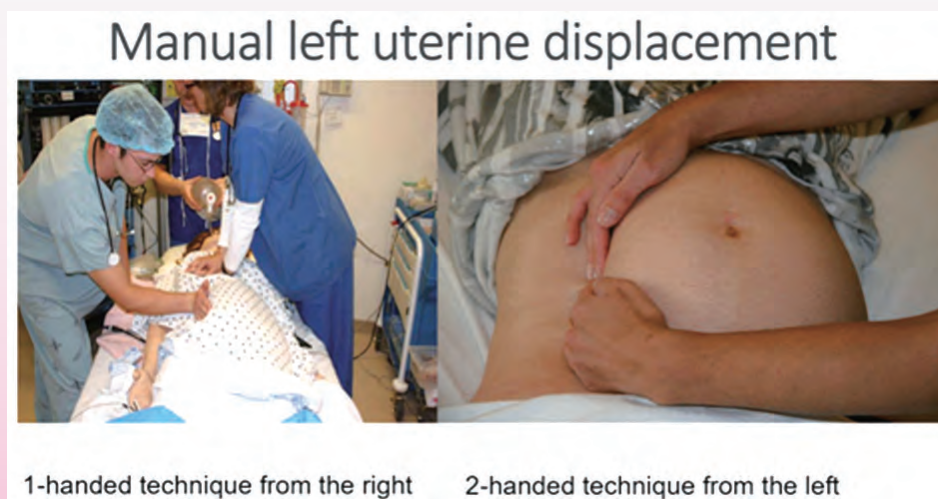 Manual left uterine displacement
1-handed technique from the right
2-handed technique from the left